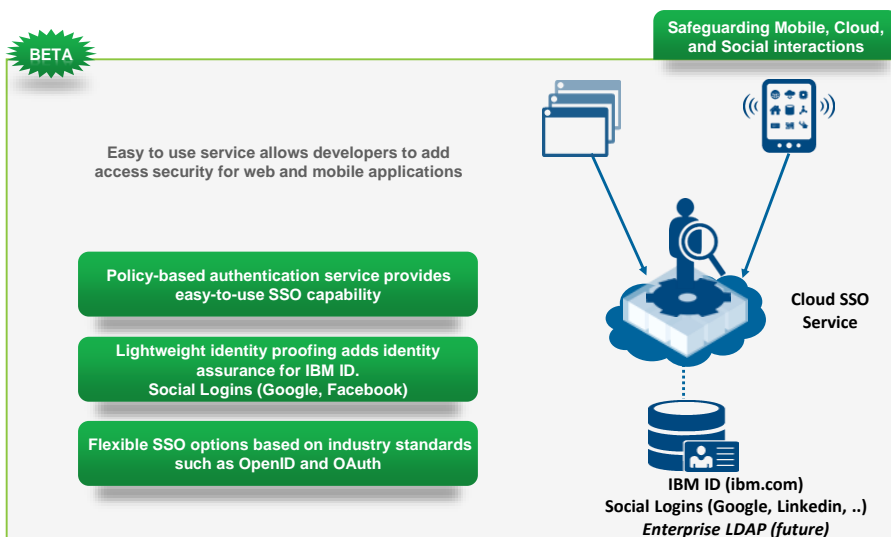 BETA
Safeguarding Mobile, Cloud,
and Social interactions
Easy to use service allows developers to add
access security for web and mobile applications
Policy-based authentication service provides
easy-to-use SSO capability
Lightweight identity proofing adds identity
assurance for IBM ID.
Social Logins (Google, Facebook)
Flexible SSO options based on industry standards
such as OpenID and OAuth
Cloud SSO
Service
IBM ID (ibm.com)
Social Logins (Google, Linkedin, ..)
Enterprise LDAP (future)